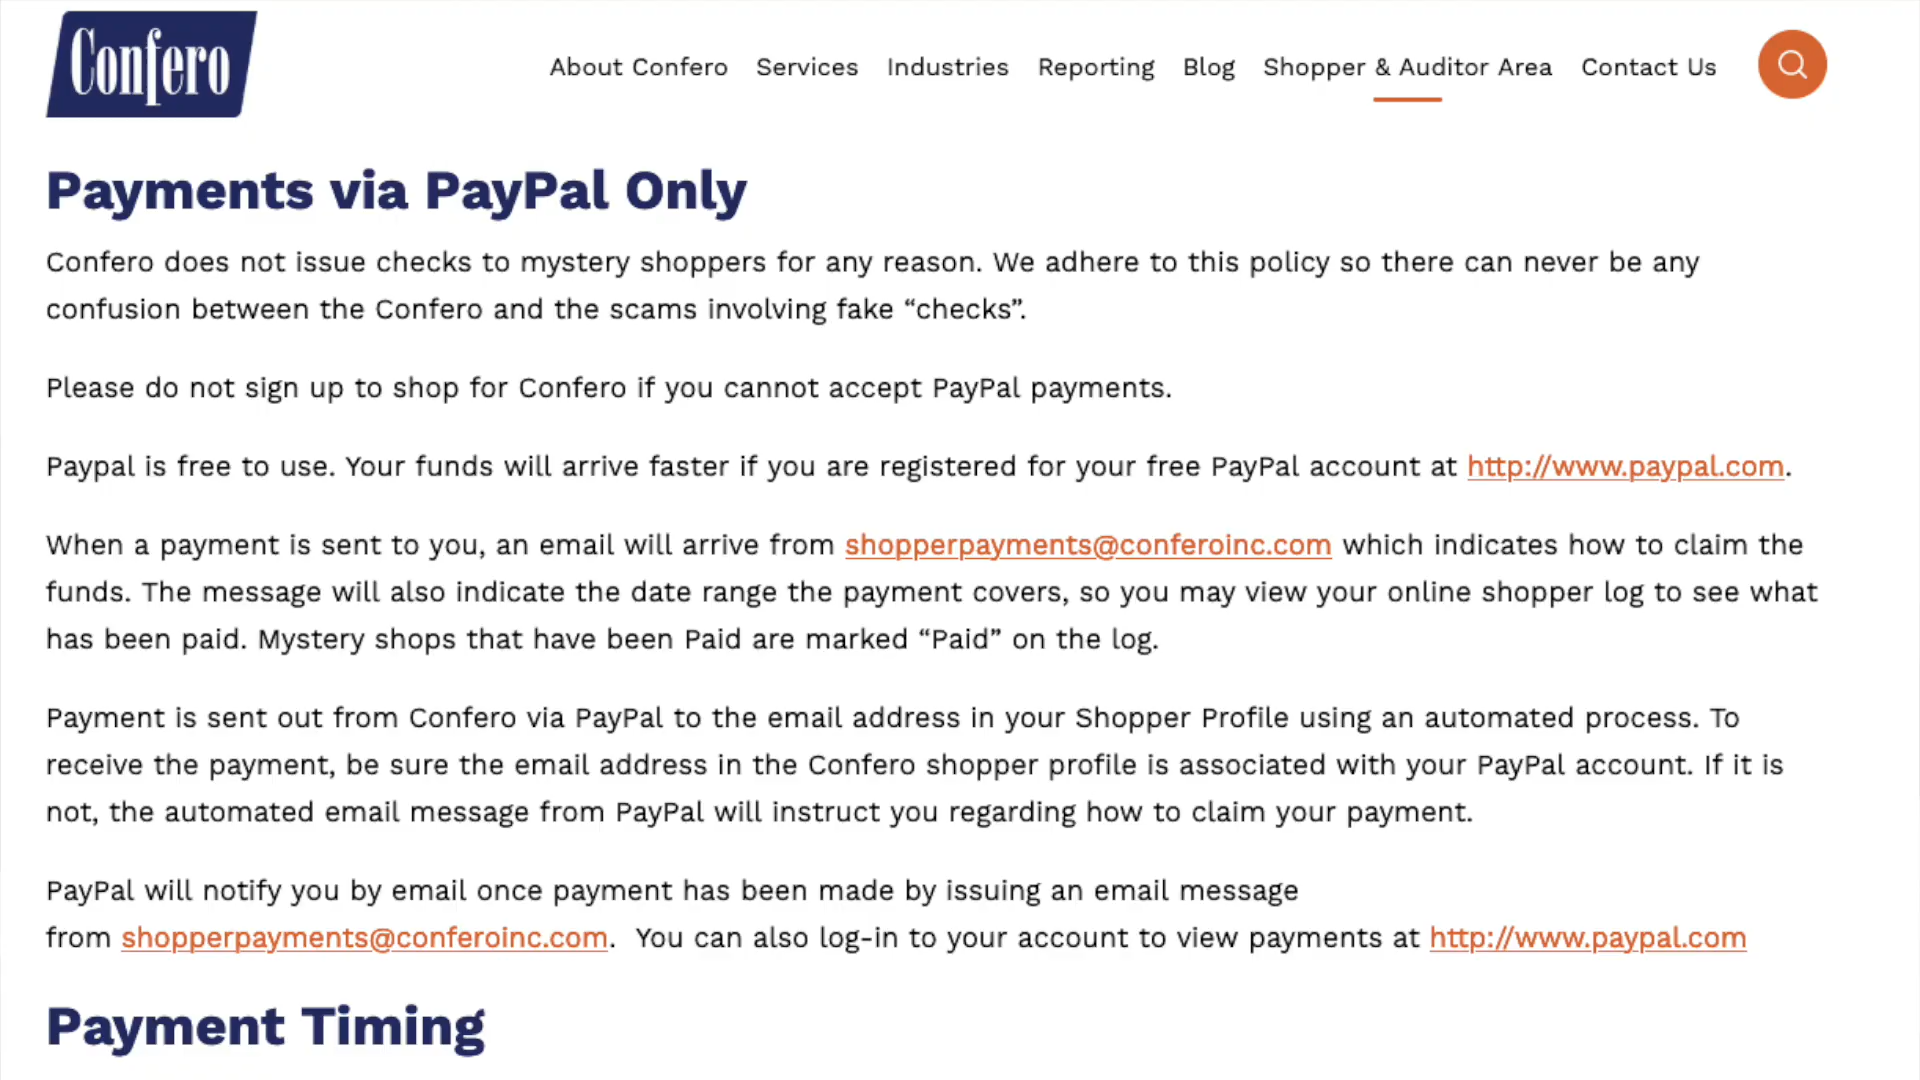 Confero
About Confero Services Industries Reporting Blog Shopper & Auditor Area Contact Us
Payments via PayPal Only
Confero does not issue checks to mystery shoppers for any reason. We adhere to this policy so there can never be any
confusion between the Confero and the scams involving fake “checks”.
Please do not sign up to shop for Confero if you cannot accept PayPal payments.
Paypal is free to use. Your funds will arrive faster if you are registered for your free PayPal account at http://www.paypal.com.
When a payment is sent to you, an email will arrive from shopperpayments@conferoinc.com which indicates how to claim the
funds. The message will also indicate the date range the payment covers, so you may view your online shopper log to see what
has been paid. Mystery shops that have been Paid are marked “Paid” on the log.
Payment is sent out from Confero via PayPal to the email address in your Shopper Profile using an automated process. To
receive the payment, be sure the email address in the Confero shopper profile is associated with your PayPal account. If it is
not, the automated email message from PayPal will instruct you regarding how to claim your payment.
PayPal will notify you by email once payment has been made by issuing an email message
from shopperpayments@conferoinc.com. You can also log-in to your account to view payments at http://www.paypal.com
Payment Timing